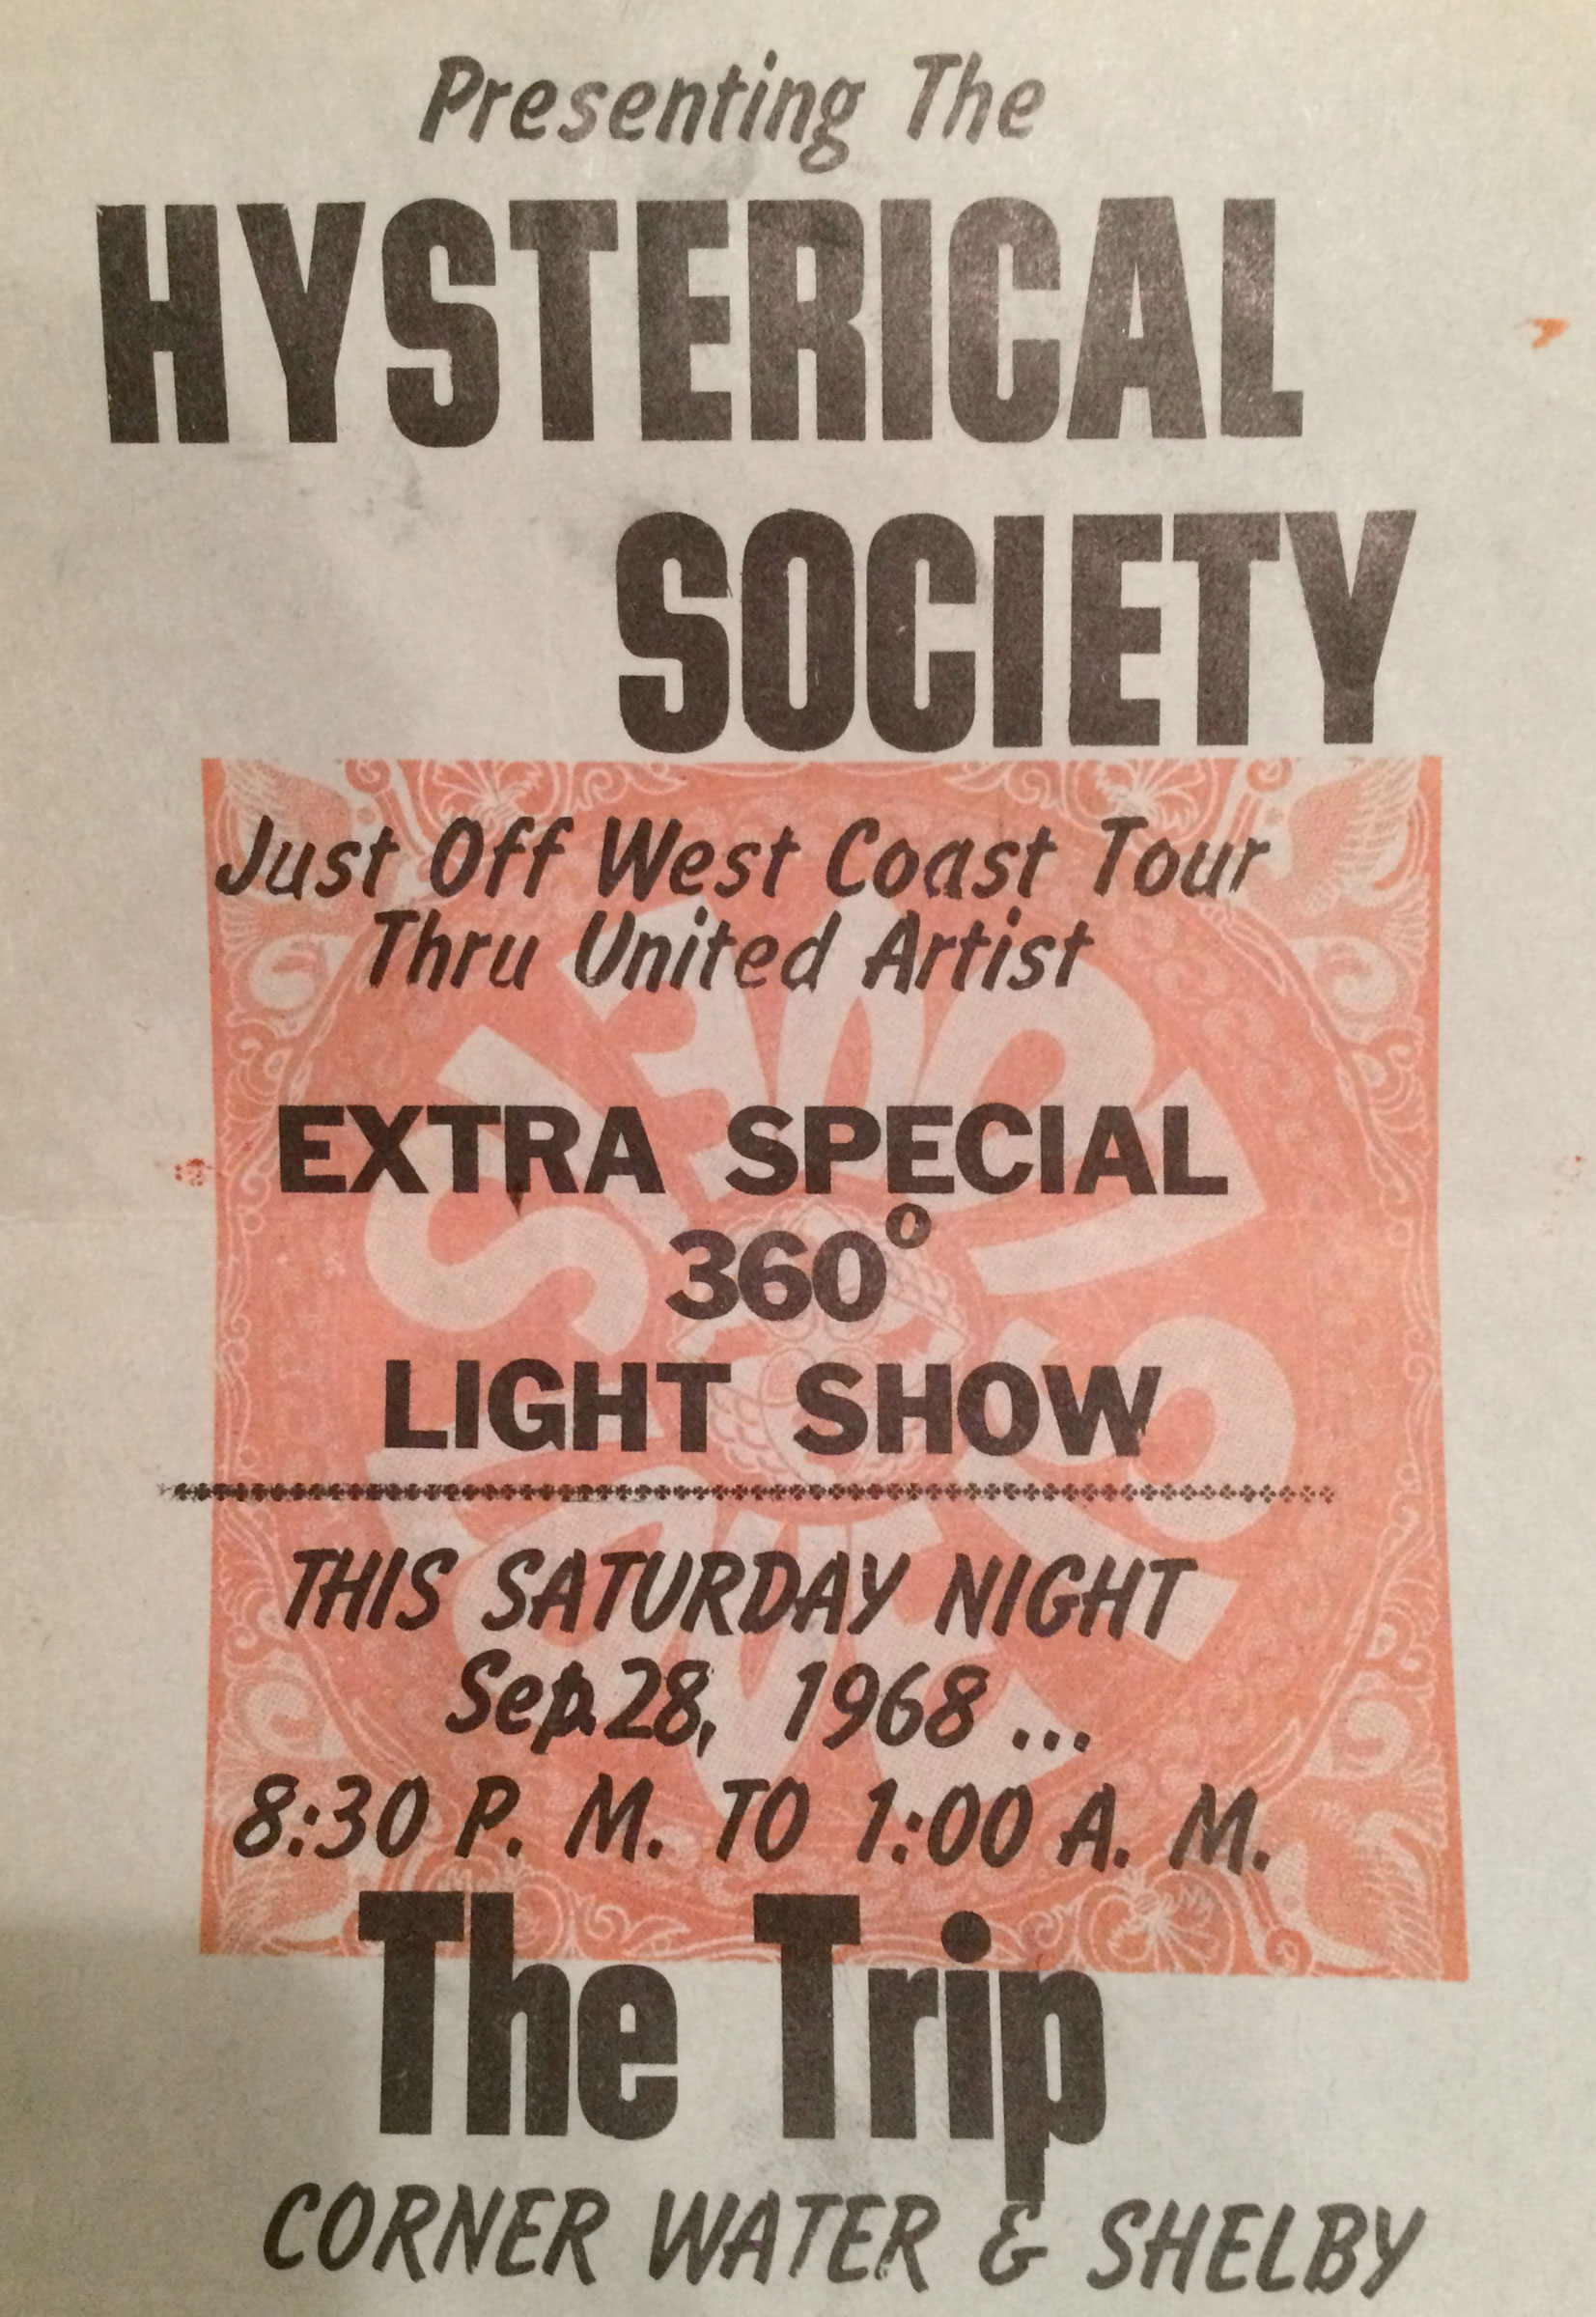 Presenting The
HYSTERICAL
SOCIETY
Just Off West Coast Tour
Thru United Artist
EXTRA SPECIAL
360°
LIGHT SHOW
THIS SATURDAY NIGHT
Sep.28, 1968 ...
8:30 P. M. TO 1:00 A. M.
The Trip
CORNER WATER & SHELBY